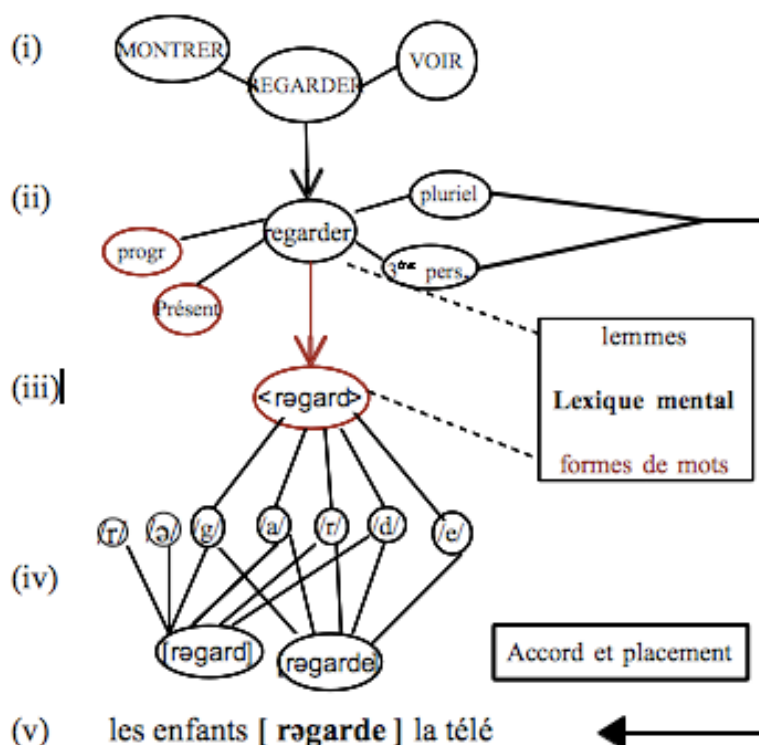 (i)
MONTRER
REGARDER
VOIR
(ii)
pluriel
regarder
progr
3ème pers.
Présent
lemmes
Lexique mental
formes de mots
(iii)
<rəgard>
/r/ /ə/ /g/ /a/ /r/ /d/ /e/
(iv)
[rəgard]
[rəgarde]
Accord et placement
(v) les enfants [ rəgarde ] la télé